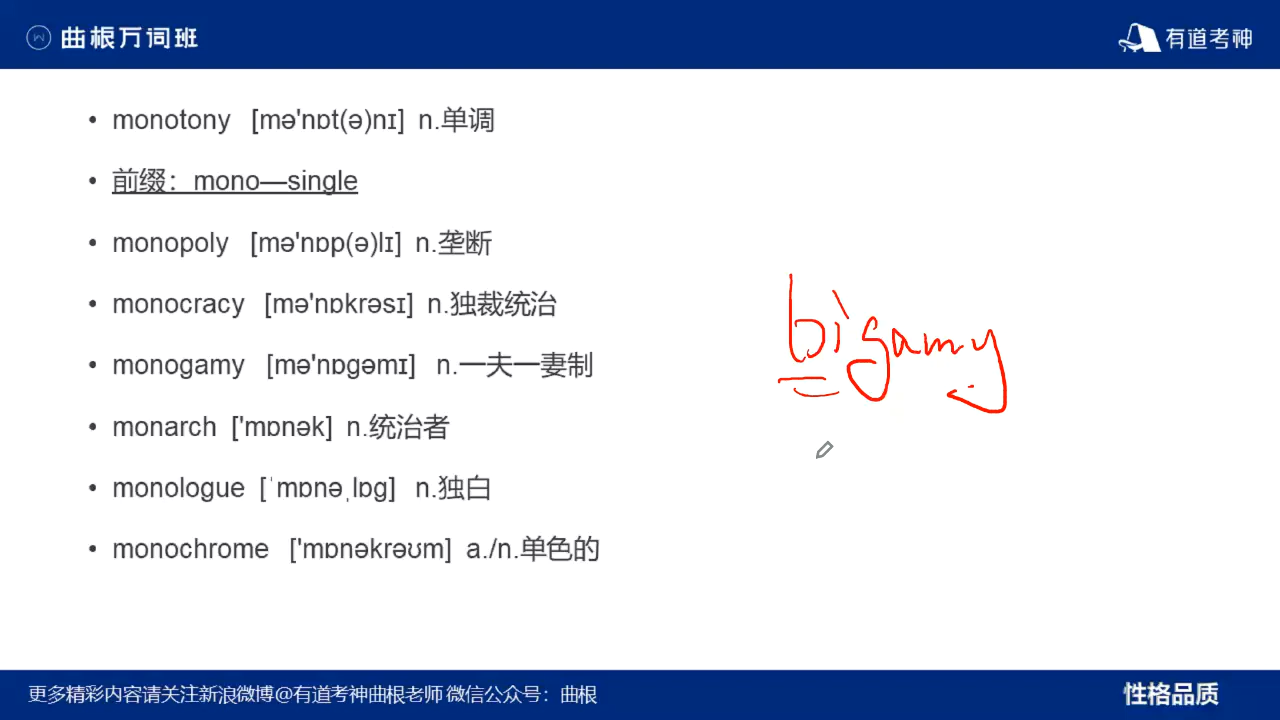 曲根万词班
有道考神
monotony [mə'nɒt(ə)nɪ] n.单调
前缀：mono—single
monopoly [mə'nɒp(ə)lɪ] n.垄断
monocracy [mə'nɒkrəsɪ] n.独裁统治
monogamy [mə'nɒgəmɪ] n.一夫一妻制
monarch ['mɒnək] n.统治者
monologue [ˈmɒnəˌlɒg] n.独白
monochrome ['mɒnəkrəʊm] a./n.单色的
bigamy
更多精彩内容请关注新浪微博@有道考神曲根老师 微信公众号：曲根
性格品质